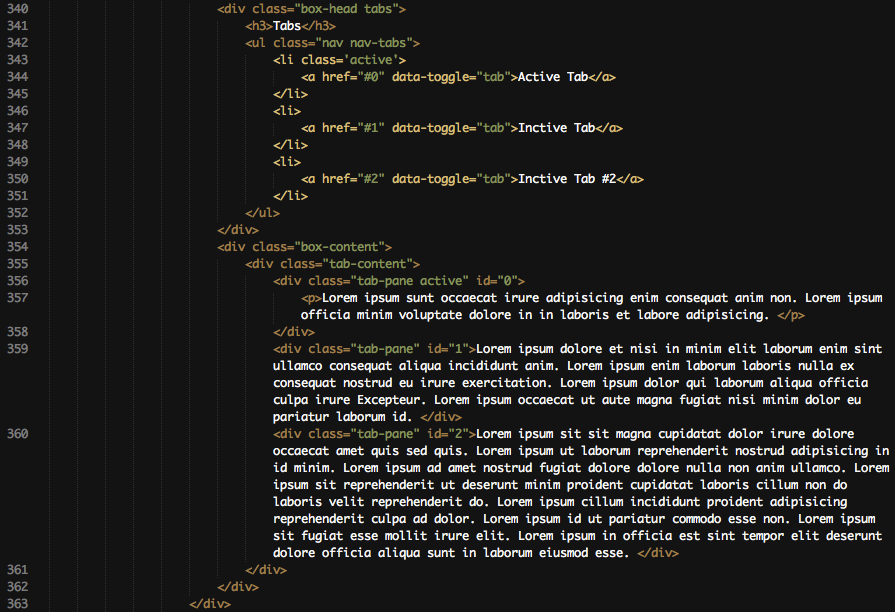 340 <div class="box-head tabs">
341 <h3>Tabs</h3>
342 <ul class="nav nav-tabs">
343 <li class='active'>
344 <a href="#0" data-toggle="tab">Active Tab</a>
345 </li>
346 <li>
347 <a href="#1" data-toggle="tab">Inctive Tab</a>
348 </li>
349 <li>
350 <a href="#2" data-toggle="tab">Inctive Tab #2</a>
351 </li>
352 </ul>
353 </div>
354 <div class="box-content">
355 <div class="tab-content">
356 <div class="tab-pane active" id="0">
357 <p>Lorem ipsum sunt occaecat irure adipisicing enim consequat anim non. Lorem ipsum
officia minim voluptate dolore in in laboris et labore adipisicing. </p>
358 </div>
359 <div class="tab-pane" id="1">Lorem ipsum dolore et nisi in minim elit laborum enim sint
ullamco consequat aliqua incididunt anim. Lorem ipsum enim laborum laboris nulla ex
consequat nostrud eu irure exercitation. Lorem ipsum dolor qui laborum aliqua officia
culpa irure Excepteur. Lorem ipsum occaecat ut aute magna fugiat nisi minim dolor eu
pariatur laborum id. </div>
360 <div class="tab-pane" id="2">Lorem ipsum sit sit magna cupidatat dolor irure dolore
occaecat amet quis sed quis. Lorem ipsum ut laborum reprehenderit nostrud adipisicing in
id minim. Lorem ipsum ad amet nostrud fugiat dolore dolore nulla non anim ullamco. Lorem
ipsum sit reprehenderit ut deserunt minim proident cupidatat laboris cillum non do
laboris velit reprehenderit do. Lorem ipsum cillum incididunt proident adipisicing
reprehenderit culpa ad dolor. Lorem ipsum id ut pariatur commodo esse non. Lorem ipsum
sit fugiat esse mollit irure elit. Lorem ipsum in officia est sint tempor elit deserunt
dolore officia aliqua sunt in laborum eiusmod esse. </div>
361 </div>
362 </div>
363 </div>